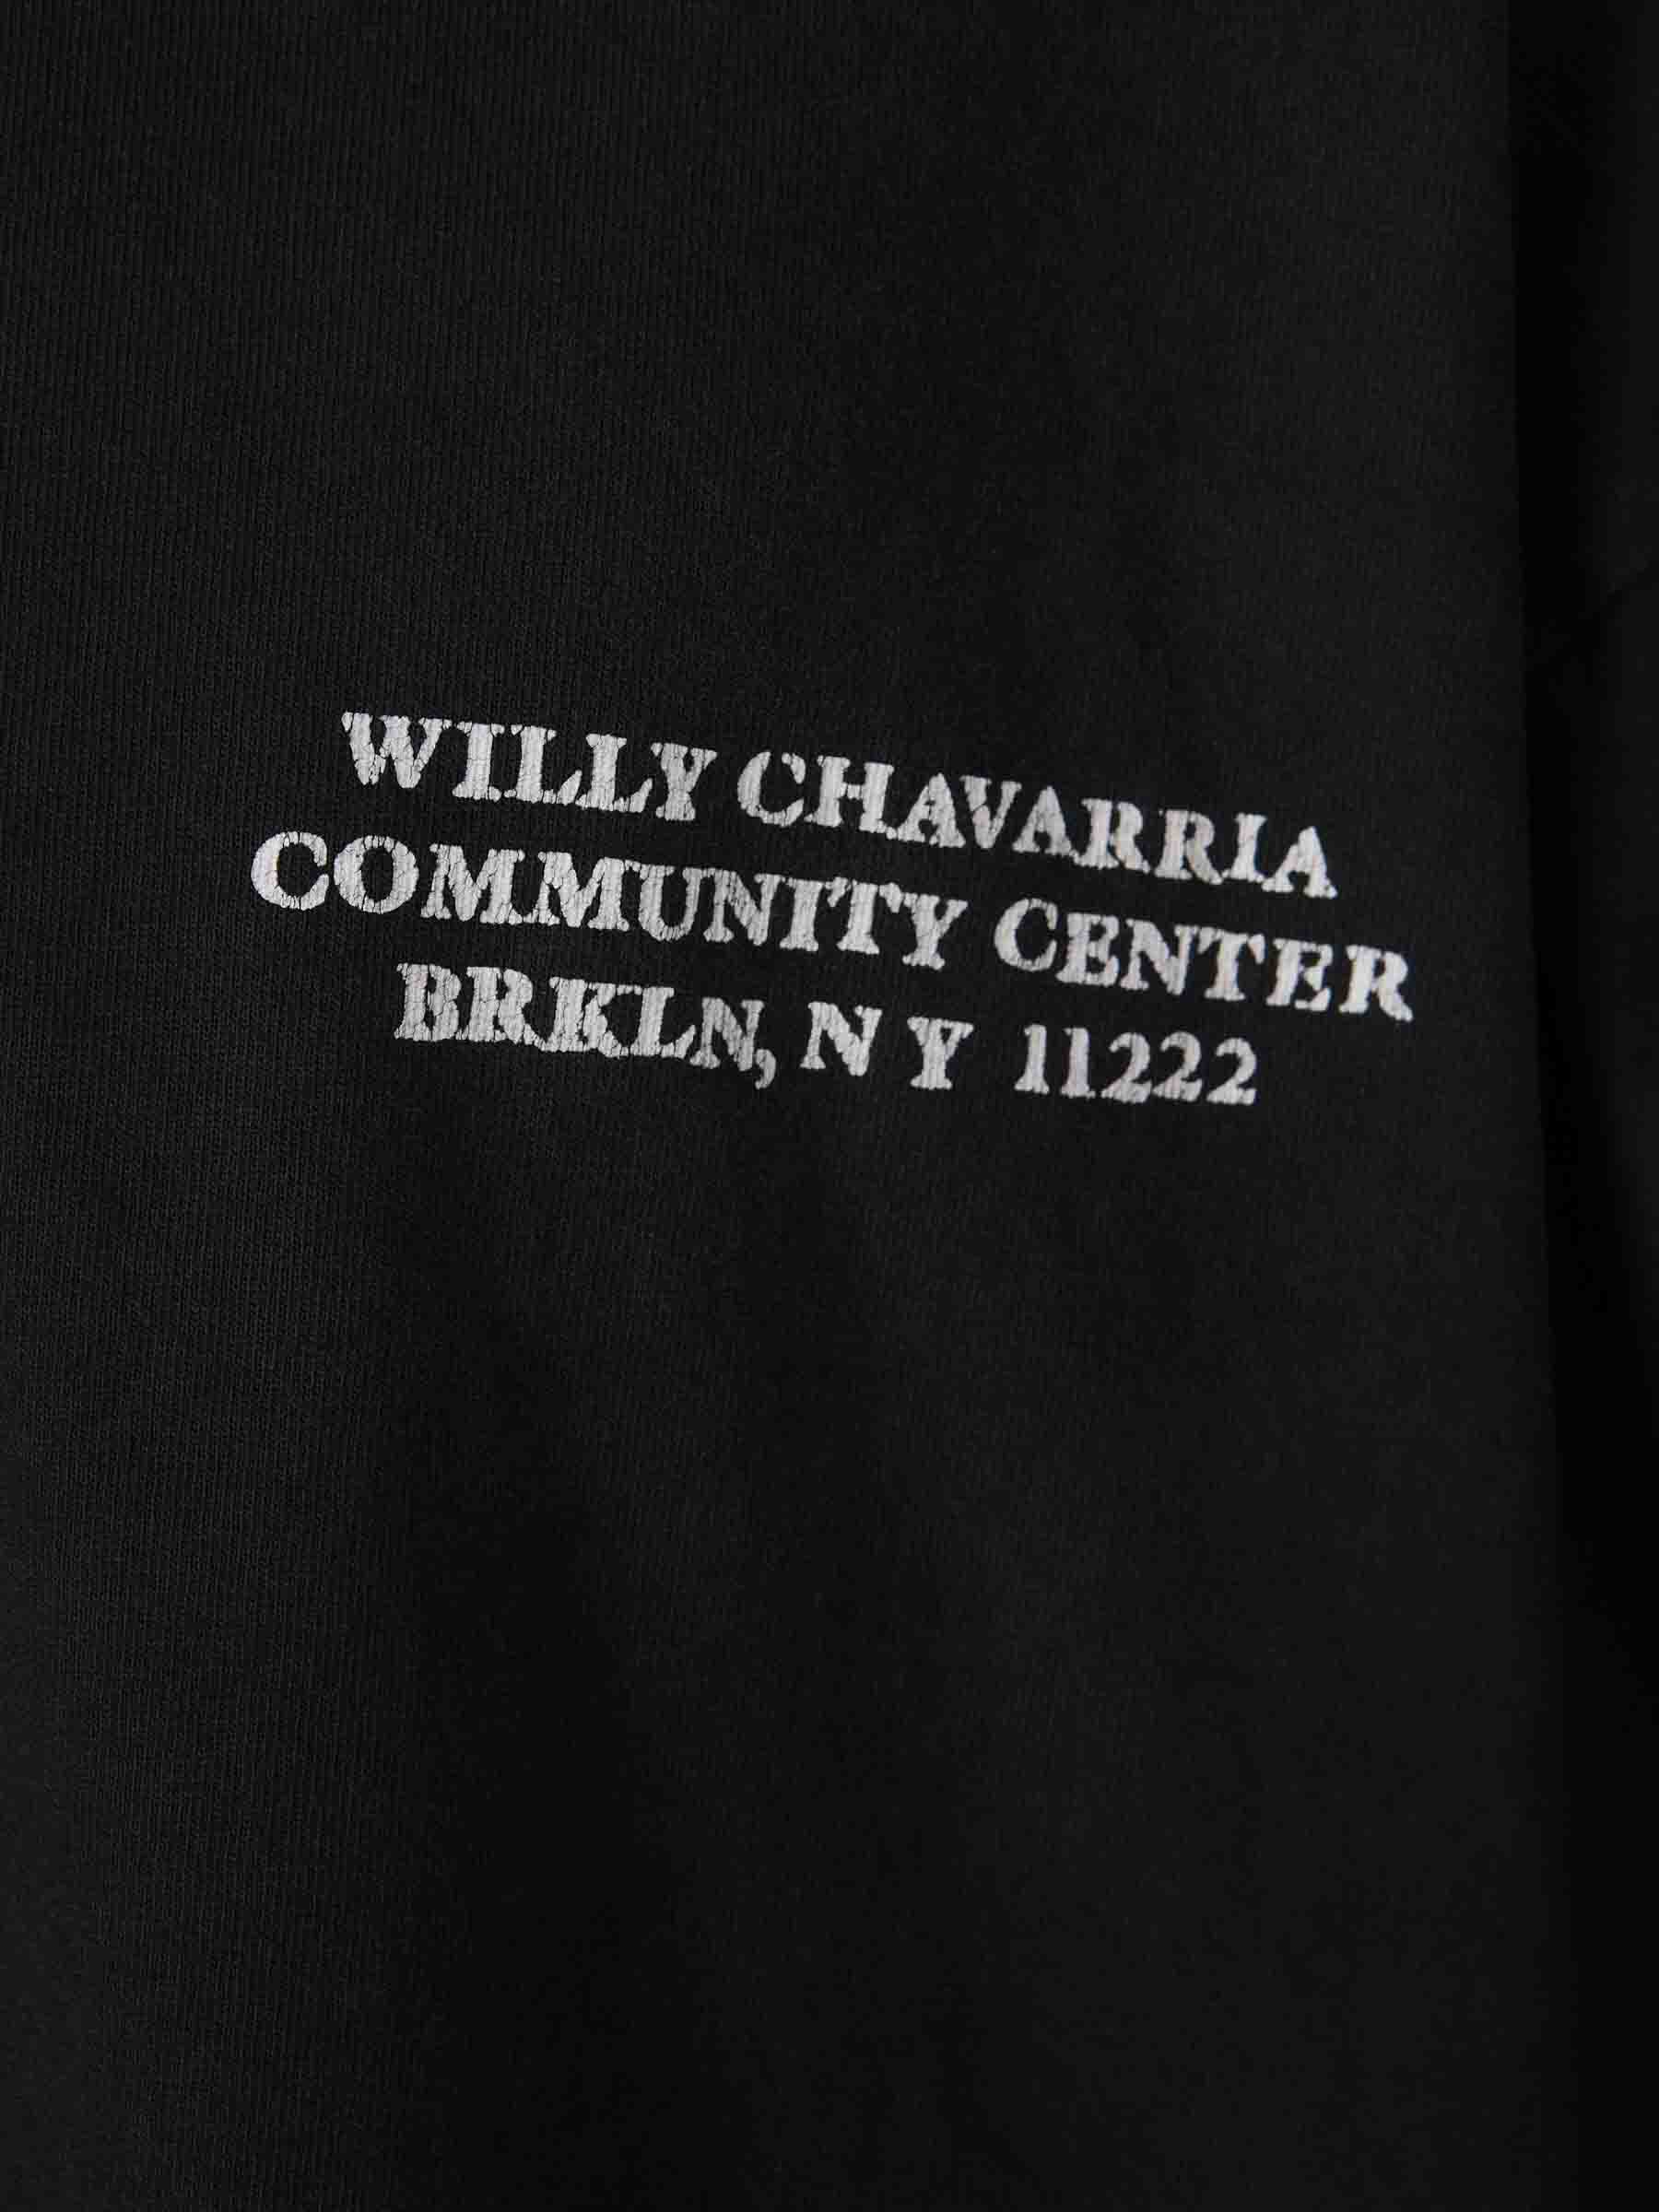 WILLY CHAVARRIA
COMMUNITY CENTER
BRKLN, N Y 11222